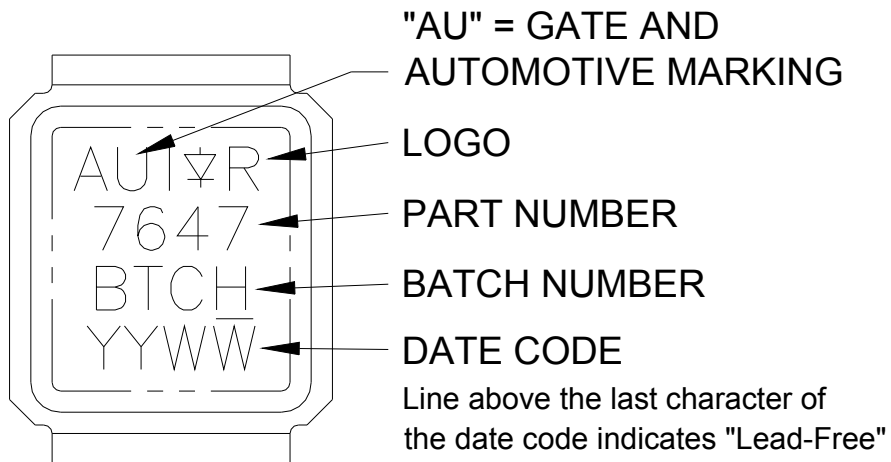 "AU" = GATE AND
AUTOMOTIVE MARKING
AUI R
LOGO
7647
PART NUMBER
BTCH
BATCH NUMBER
YYWW̅
DATE CODE
Line above the last character of
the date code indicates "Lead-Free"